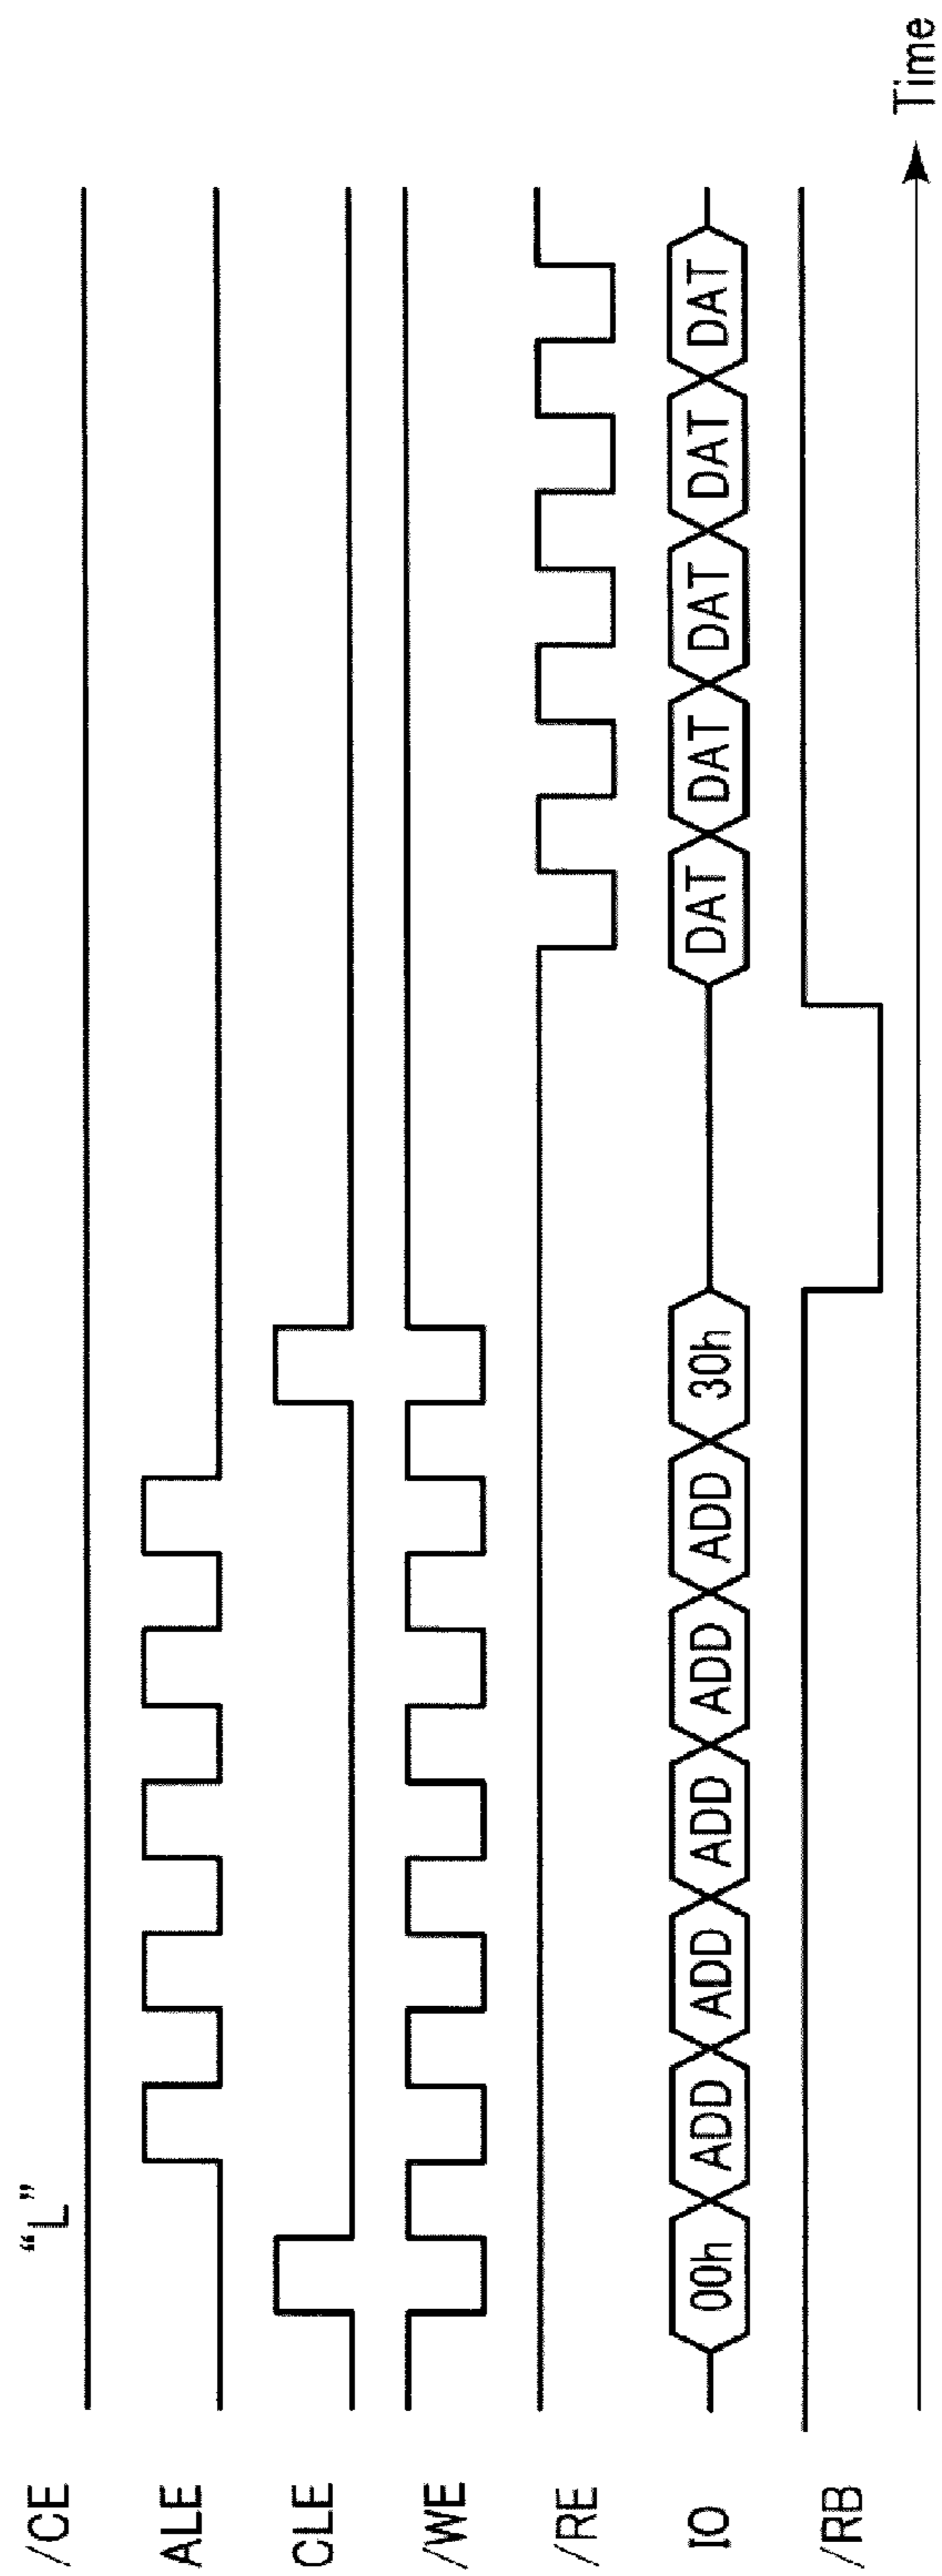 /CE "L"
ALE
CLE
/WE
/RE
IO 00h ADD ADD ADD ADD ADD 30h DAT DAT DAT DAT DAT
/RB
Time